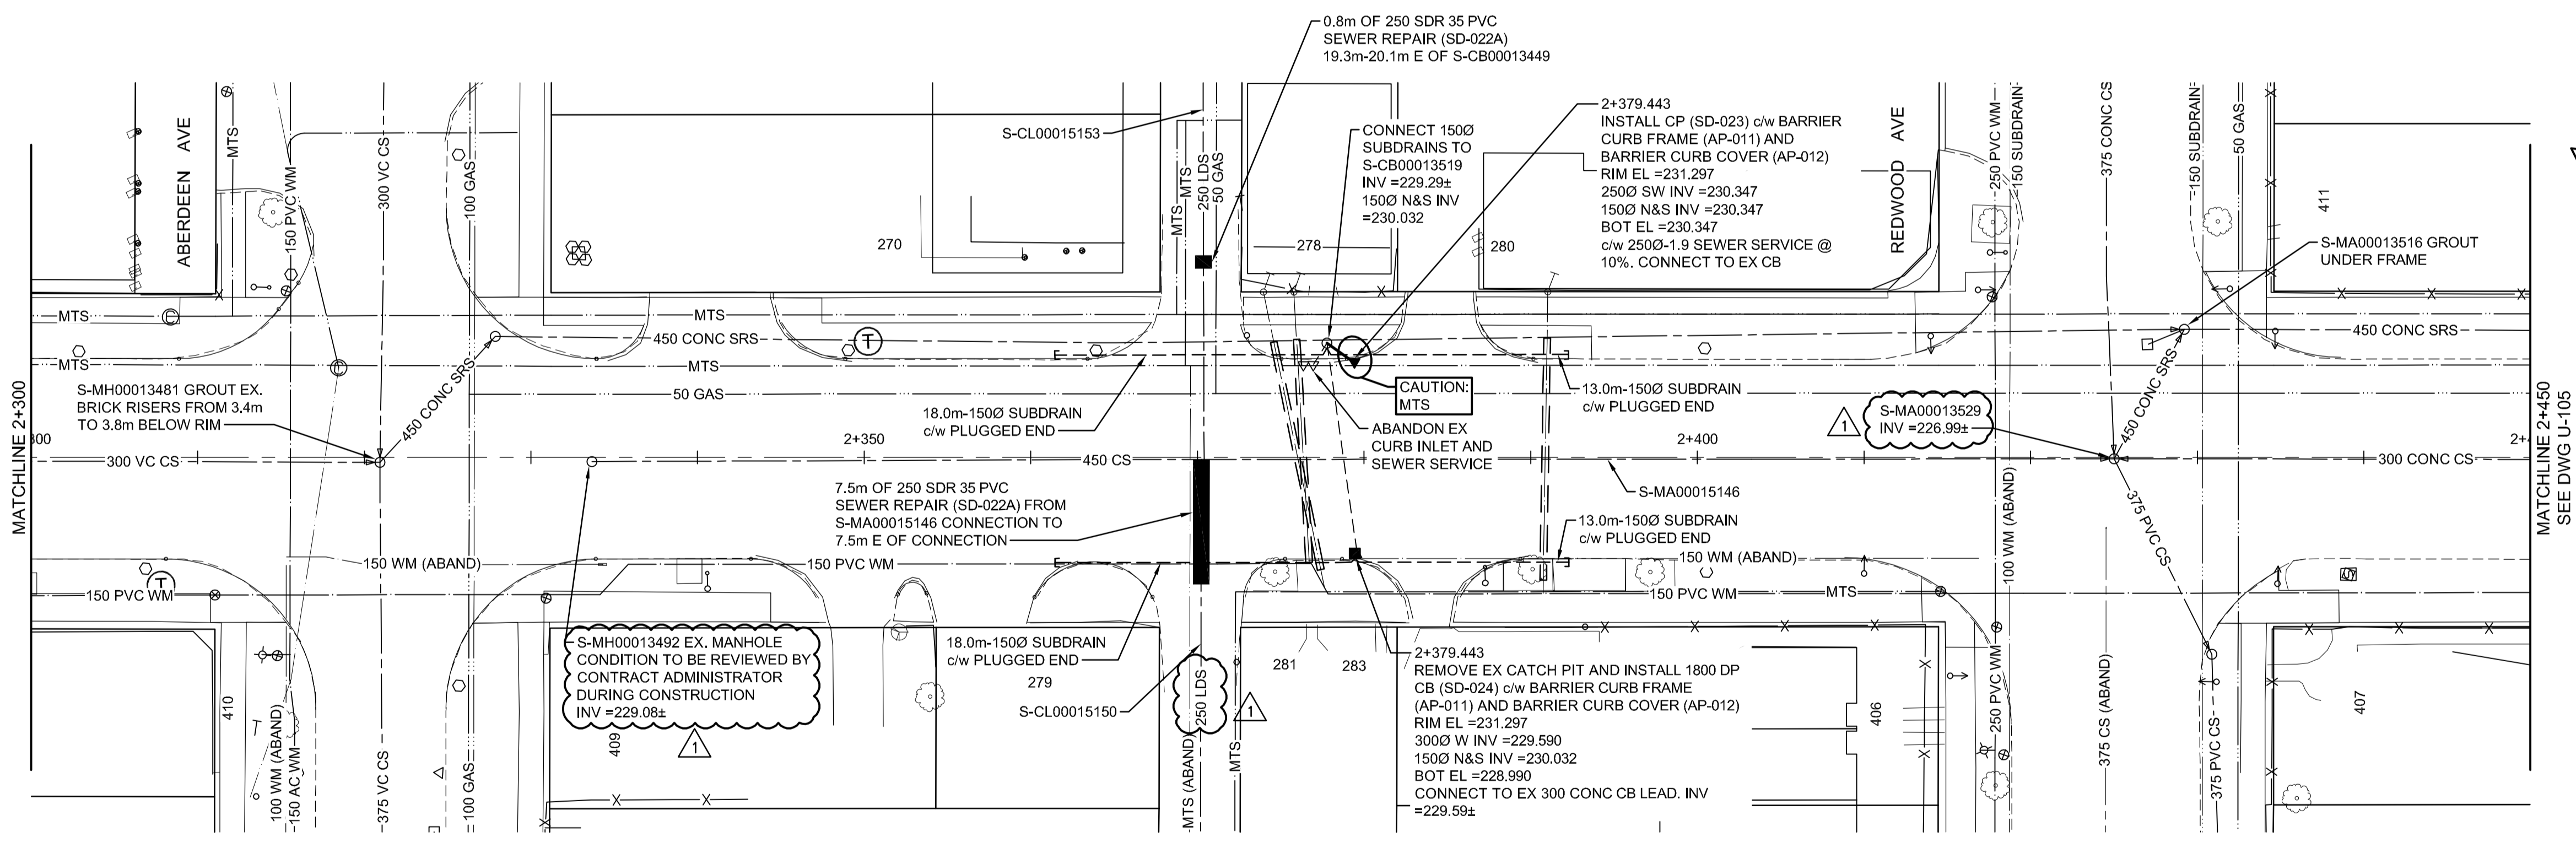 0.8m OF 250 SDR 35 PVC
SEWER REPAIR (SD-022A)
19.3m-20.1m E OF S-CB00013449
S-CL00015153
CONNECT 150Ø
SUBDRAINS TO
S-CB00013519
INV =229.29±
150Ø N&S INV
=230.032
2+379.443
INSTALL CP (SD-023) c/w BARRIER
CURB FRAME (AP-011) AND
BARRIER CURB COVER (AP-012)
RIM EL =231.297
250Ø SW INV =230.347
150Ø N&S INV =230.347
BOT EL =230.347
c/w 250Ø-1.9 SEWER SERVICE @
10%. CONNECT TO EX CB
ABERDEEN AVE
MTS
150 PVC WM
300 VC CS
100 GAS
270
MTS
MTS
250 LDS
50 GAS
278
280
REDWOOD AVE
250 PVC WM
150 SUBDRAIN
375 CONC CS
150 SUBDRAIN
50 GAS
411
S-MA00013516 GROUT
UNDER FRAME
MTS
MTS
450 CONC SRS
T
450 CONC SRS
MTS
MTS
50 GAS
S-MH00013481 GROUT EX.
BRICK RISERS FROM 3.4m
TO 3.8m BELOW RIM
450 CONC SRS
18.0m-150Ø SUBDRAIN
c/w PLUGGED END
CAUTION:
MTS
ABANDON EX
CURB INLET AND
SEWER SERVICE
13.0m-150Ø SUBDRAIN
c/w PLUGGED END
1
S-MA00013529
INV =226.99±
450 CONC SRS
MATCHLINE 2+300
00
2+350
2+400
2+4
MATCHLINE 2+450
SEE DWG U-105
300 VC CS
450 CS
300 CONC CS
S-MA00015146
7.5m OF 250 SDR 35 PVC
SEWER REPAIR (SD-022A) FROM
S-MA00015146 CONNECTION TO
7.5m E OF CONNECTION
13.0m-150Ø SUBDRAIN
c/w PLUGGED END
375 PVC CS
100 WM (ABAND)
150 WM (ABAND)
150 PVC WM
150 WM (ABAND)
T
150 PVC WM
150 PVC WM
MTS
S-MH00013492 EX. MANHOLE
CONDITION TO BE REVIEWED BY
CONTRACT ADMINISTRATOR
DURING CONSTRUCTION
INV =229.08±
1
18.0m-150Ø SUBDRAIN
c/w PLUGGED END
279
S-CL00015150
250 LDS
1
281
283
2+379.443
REMOVE EX CATCH PIT AND INSTALL 1800 DP
CB (SD-024) c/w BARRIER CURB FRAME
(AP-011) AND BARRIER CURB COVER (AP-012)
RIM EL =231.297
300Ø W INV =229.590
150Ø N&S INV =230.032
BOT EL =228.990
CONNECT TO EX 300 CONC CB LEAD. INV
=229.59±
410
100 WM (ABAND)
150 AC WM
375 VC CS
100 GAS
409
MTS (ABAND)
MTS
406
250 PVC WM
375 CS (ABAND)
375 PVC CS
407